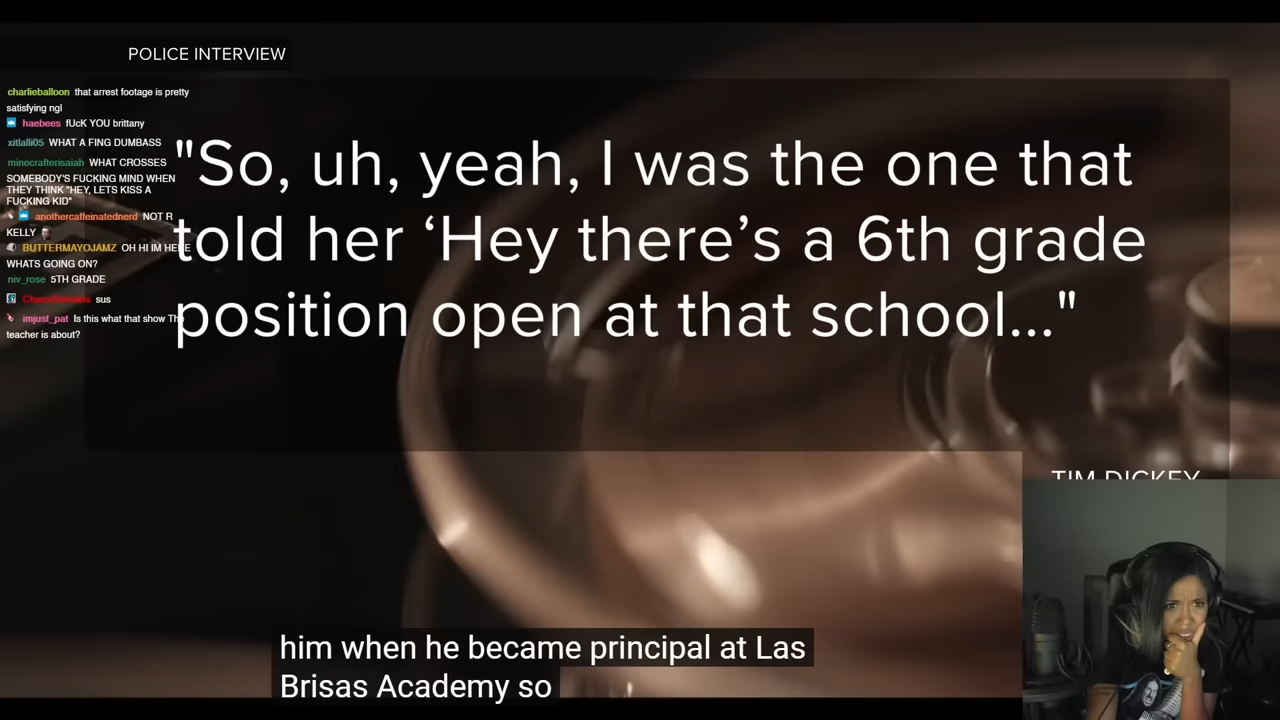 POLICE INTERVIEW
charlieballoon that arrest footage is pretty
satisfying ngl
haebees fUcK YOU brittany
xitlalli05 WHAT A FING DUMBASS
minecrafterisaiah WHAT CROSSES
SOMEBODY'S FUCKING MIND WHEN
THEY THINK "HEY, LETS KISS A
FUCKING KID"
anothercaffeinatednerd NOT R
KELLY
BUTTERMAYOJAMZ OH HI IM HERE
WHATS GOING ON?
niv_rose 5TH GRADE
sus
imjust_pat Is this what that show Th
teacher is about?
"So, uh, yeah, I was the one that
told her ‘Hey there’s a 6th grade
position open at that school..."
TIM DICKEY
him when he became principal at Las
Brisas Academy so